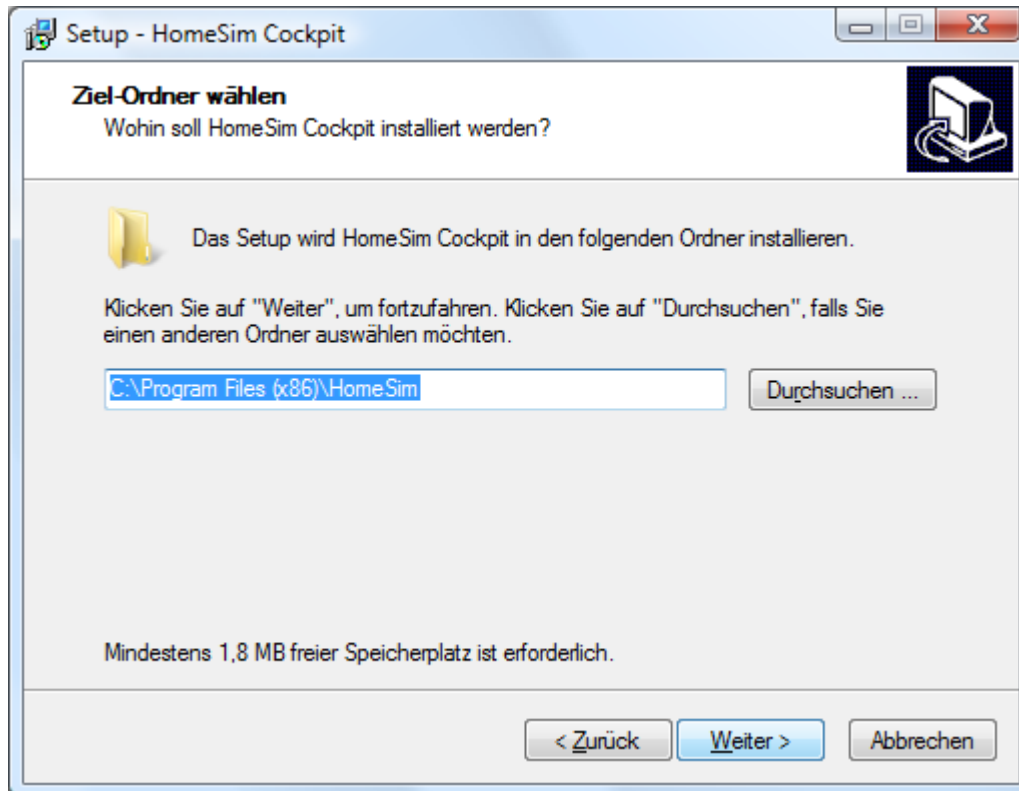 Setup - HomeSim Cockpit
Ziel-Ordner wählen
Wohin soll HomeSim Cockpit installiert werden?
Das Setup wird HomeSim Cockpit in den folgenden Ordner installieren.
Klicken Sie auf "Weiter", um fortzufahren. Klicken Sie auf "Durchsuchen", falls Sie
einen anderen Ordner auswählen möchten.
C:\Program Files (x86)\HomeSim
Durchsuchen ...
Mindestens 1,8 MB freier Speicherplatz ist erforderlich.
< Zurück
Weiter >
Abbrechen